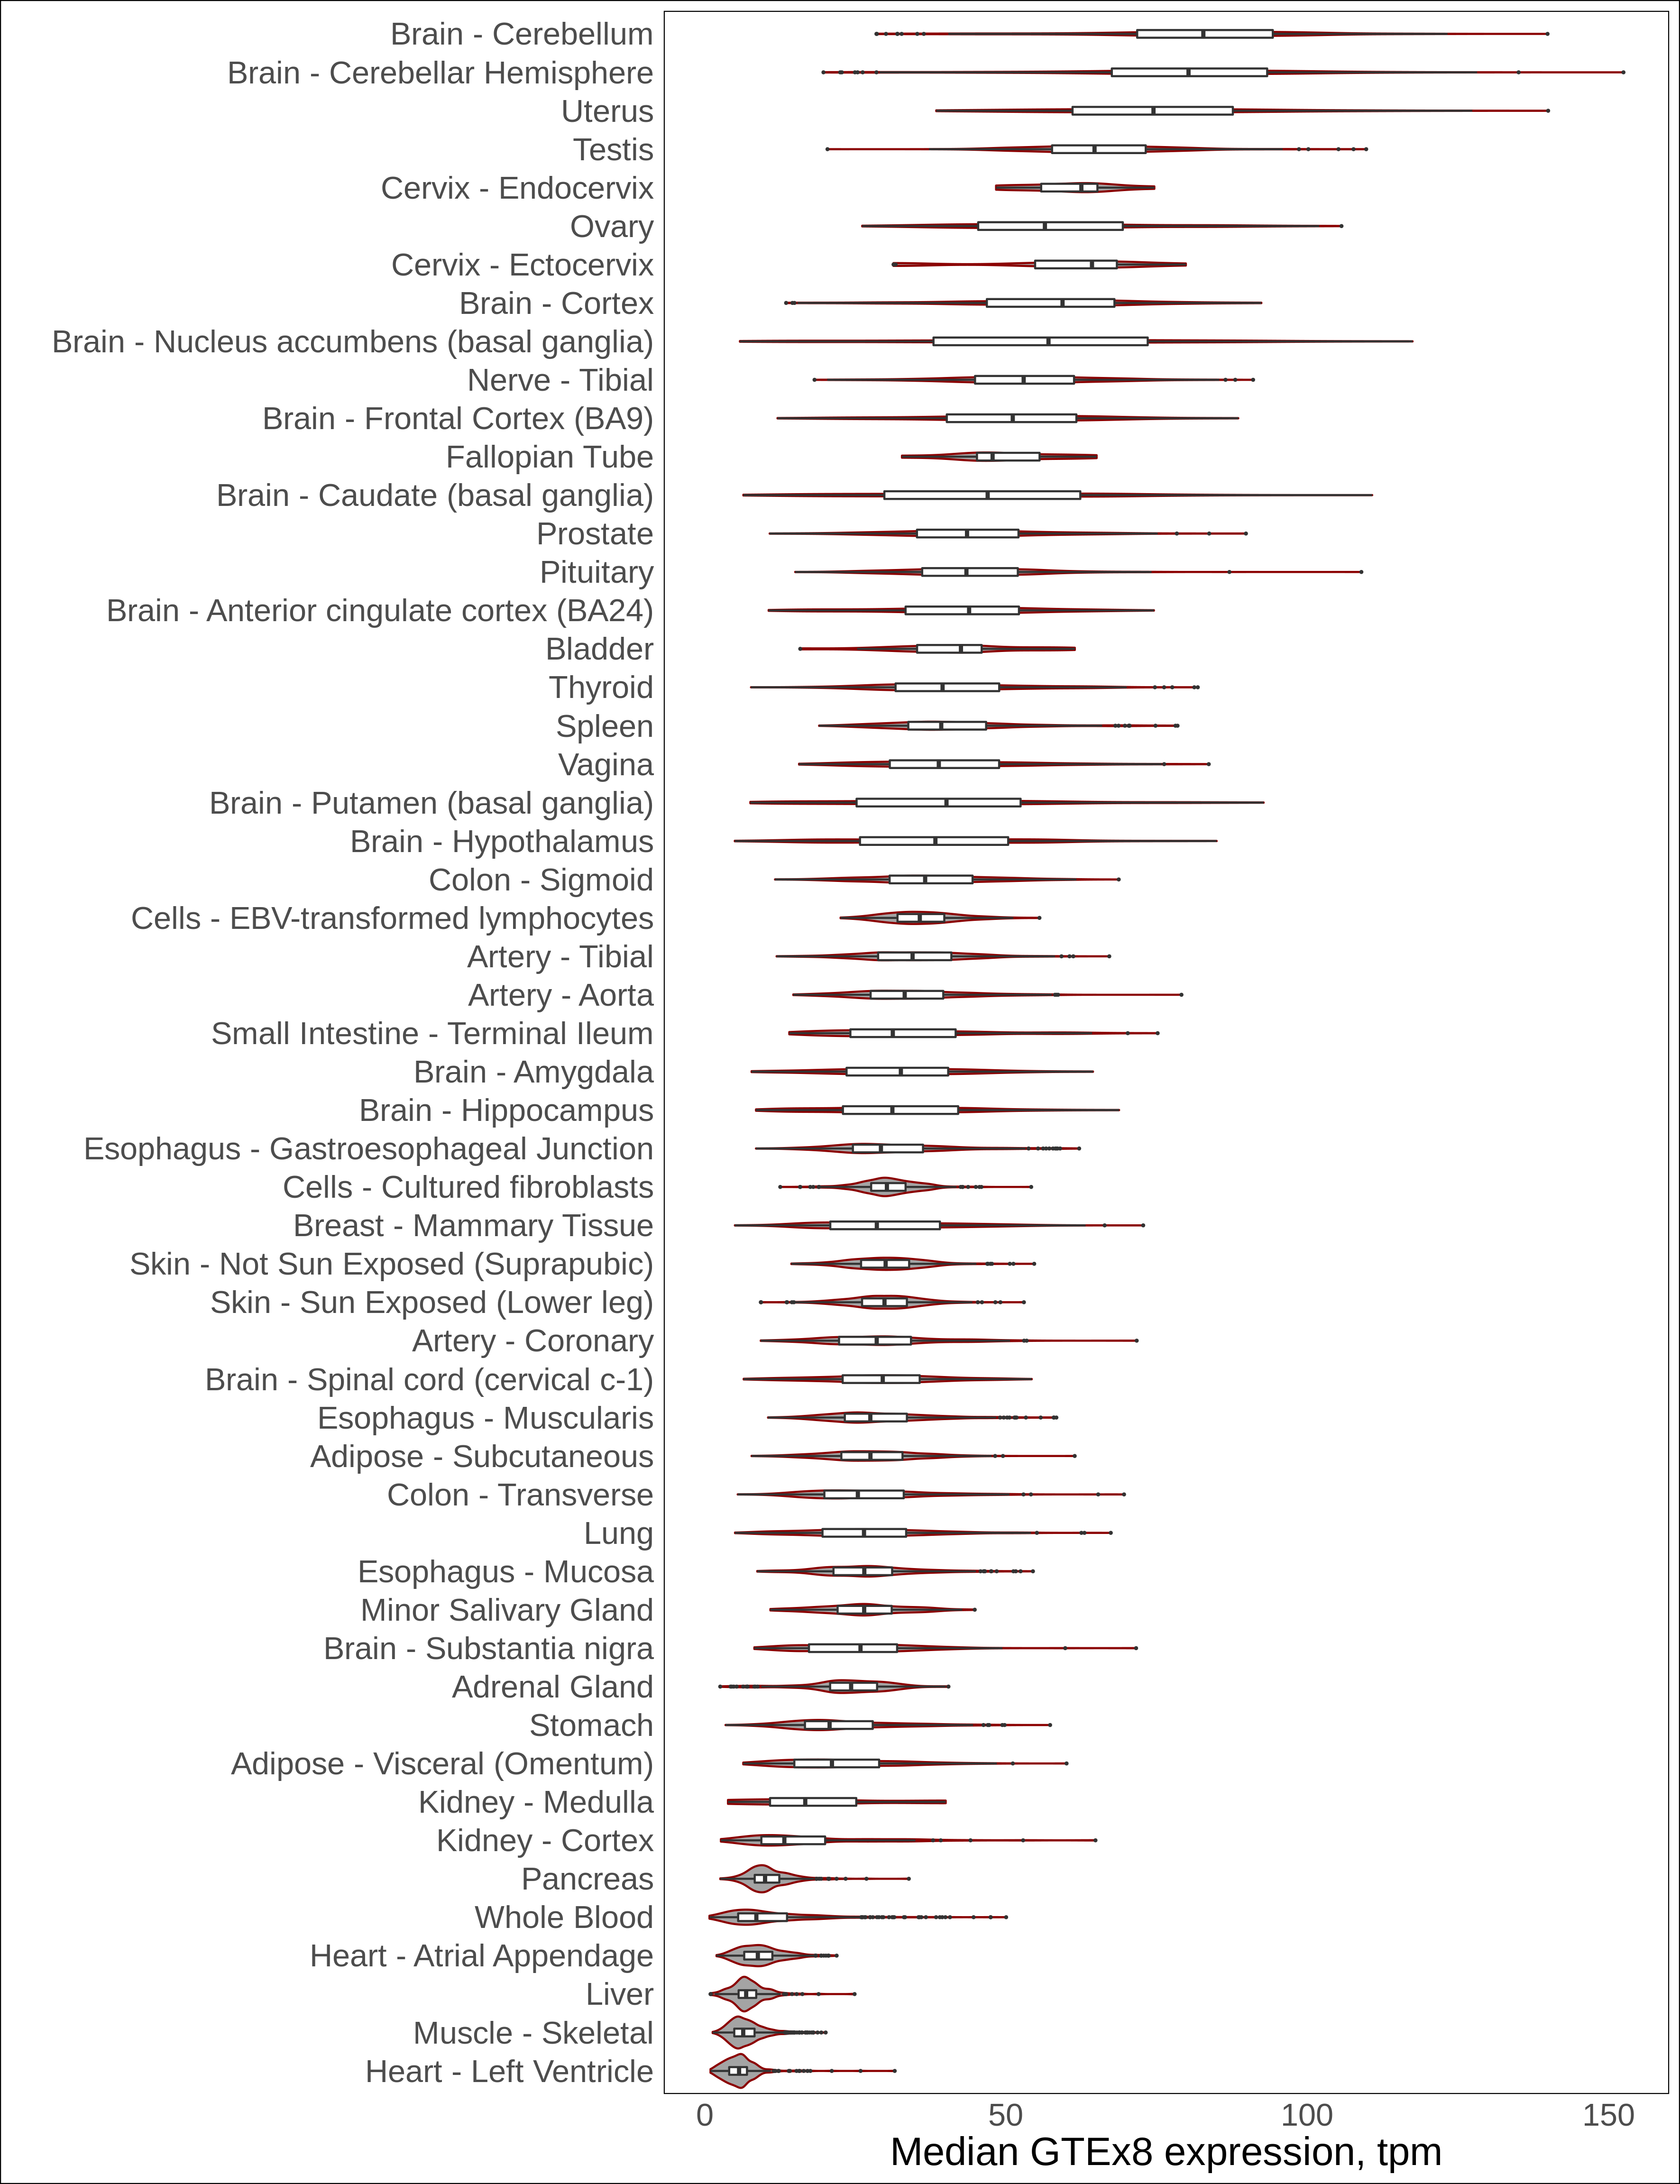 Brain - Cerebellum
Brain - Cerebellar Hemisphere
Uterus
Testis
Cervix - Endocervix
Ovary
Cervix - Ectocervix
Brain - Cortex
Brain - Nucleus accumbens (basal ganglia)
Nerve - Tibial
Brain - Frontal Cortex (BA9)
Fallopian Tube
Brain - Caudate (basal ganglia)
Prostate
Pituitary
Brain - Anterior cingulate cortex (BA24)
Bladder
Thyroid
Spleen
Vagina
Brain - Putamen (basal ganglia)
Brain - Hypothalamus
Colon - Sigmoid
Cells - EBV-transformed lymphocytes
Artery - Tibial
Artery - Aorta
Small Intestine - Terminal Ileum
Brain - Amygdala
Brain - Hippocampus
Esophagus - Gastroesophageal Junction
Cells - Cultured fibroblasts
Breast - Mammary Tissue
Skin - Not Sun Exposed (Suprapubic)
Skin - Sun Exposed (Lower leg)
Artery - Coronary
Brain - Spinal cord (cervical c-1)
Esophagus - Muscularis
Adipose - Subcutaneous
Colon - Transverse
Lung
Esophagus - Mucosa
Minor Salivary Gland
Brain - Substantia nigra
Adrenal Gland
Stomach
Adipose - Visceral (Omentum)
Kidney - Medulla
Kidney - Cortex
Pancreas
Whole Blood
Heart - Atrial Appendage
Liver
Muscle - Skeletal
Heart - Left Ventricle
0 50 100 150
Median GTEx8 expression, tpm